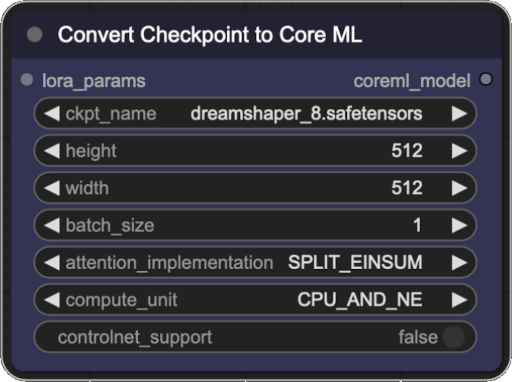 Convert Checkpoint to Core ML
lora_params coreml_model
ckpt_name dreamshaper_8.safetensors
height 512
width 512
batch_size 1
attention_implementation SPLIT_EINSUM
compute_unit CPU_AND_NE
controlnet_support false